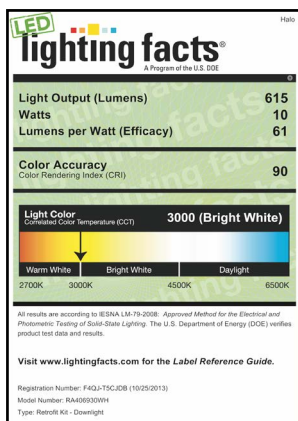 Halo
LED
lighting facts®
A Program of the U.S. DOE
Light Output (Lumens) 615
Watts 10
Lumens per Watt (Efficacy) 61
Color Accuracy 90
Color Rendering Index (CRI)
Light Color 3000 (Bright White)
Correlated Color Temperature (CCT)
Warm White Bright White Daylight
2700K 3000K 4500K 6500K
All results are according to IESNA LM-79-2008: Approved Method for the Electrical and
Photometric Testing of Solid-State Lighting. The U.S. Department of Energy (DOE) verifies
product test data and results.
Visit www.lightingfacts.com for the Label Reference Guide.
Registration Number: F4QJ-T5CJDB (10/25/2013)
Model Number: RA406930WH
Type: Retrofit Kit - Downlight